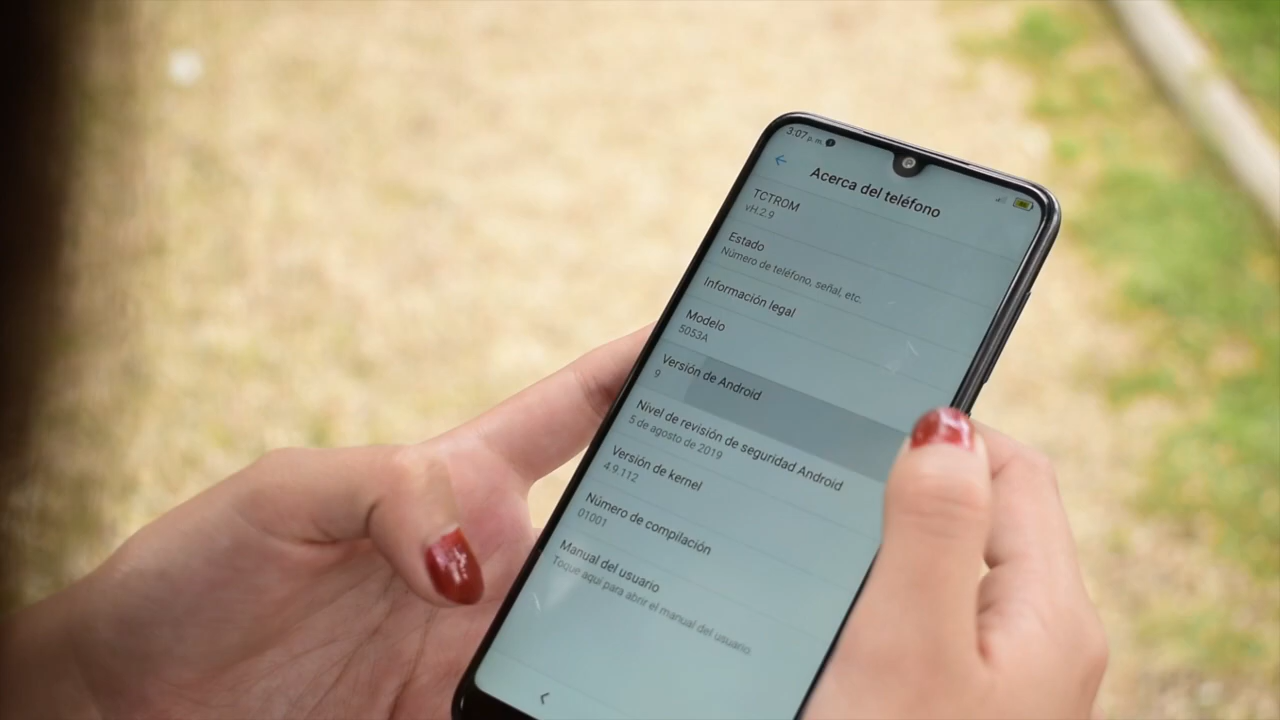 3:07 p. m.
Acerca del teléfono
TCTROM
vH.2.9
Estado
Número de teléfono, señal, etc.
Información legal
Modelo
5053A
Versión de Android
9
Nivel de revisión de seguridad Android
5 de agosto de 2019
Versión de kernel
4.9.112
Número de compilación
01001
Manual del usuario
Toque aquí para abrir el manual del usuario